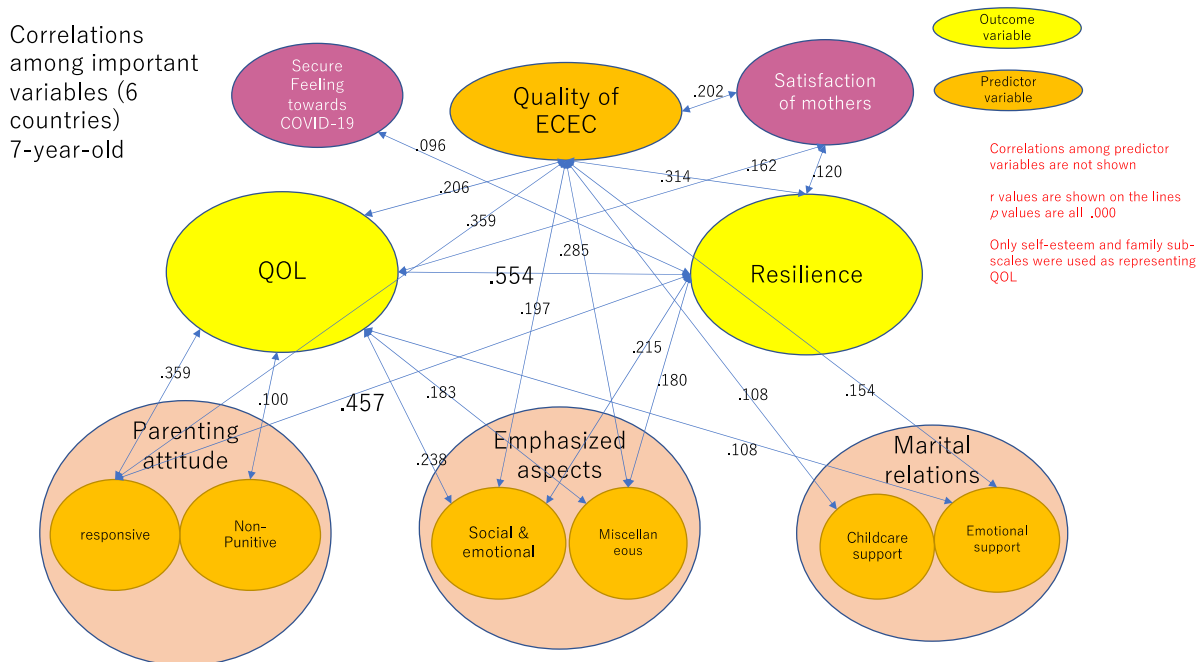 Correlations
among important
variables (6
countries)
7-year-old
Secure
Feeling
towards
COVID-19
Quality of
ECEC
Satisfaction
of mothers
Outcome
variable
Predictor
variable
Correlations among predictor
variables are not shown
r values are shown on the lines
p values are all .000
Only self-esteem and family sub-
scales were used as representing
QOL
.202
.096
.162
.120
.206
.314
.359
.285
QOL
.554
Resilience
.197
.215
.359
.180
.100
.457
.183
.108
.154
.238
.108
Parenting
attitude
responsive
Non-
Punitive
Emphasized
aspects
Social &
emotional
Miscellan
eous
Marital
relations
Childcare
support
Emotional
support